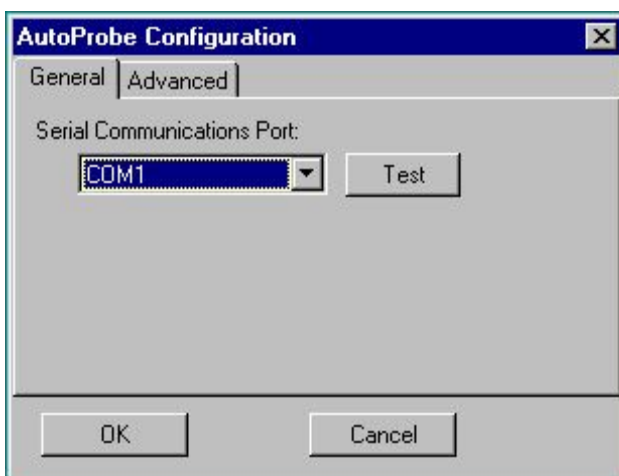 AutoProbe Configuration
General Advanced
Serial Communications Port:
COM1 Test
OK Cancel